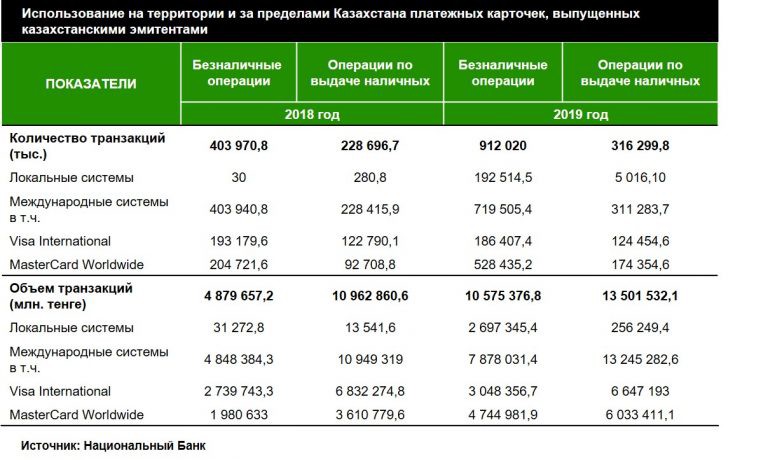 Использование на территории и за пределами Казахстана платежных карточек, выпущенных
казахстанскими эмитентами
ПОКАЗАТЕЛИ
Безналичные операции
Операции по выдаче наличных
Безналичные операции
Операции по выдаче наличных
2018 год
2019 год
Количество транзакций (тыс.) 403 970,8 228 696,7 912 020 316 299,8
Локальные системы 30 280,8 192 514,5 5 016,10
Международные системы в т.ч. 403 940,8 228 415,9 719 505,4 311 283,7
Visa International 193 179,6 122 790,1 186 407,4 124 454,6
MasterCard Worldwide 204 721,6 92 708,8 528 435,2 174 354,6
Объем транзакций (млн. тенге) 4 879 657,2 10 962 860,6 10 575 376,8 13 501 532,1
Локальные системы 31 272,8 13 541,6 2 697 345,4 256 249,4
Международные системы в т.ч. 4 848 384,3 10 949 319 7 878 031,4 13 245 282,6
Visa International 2 739 743,3 6 832 274,8 3 048 356,7 6 647 193
MasterCard Worldwide 1 980 633 3 610 779,6 4 744 981,9 6 033 411,1
Источник: Национальный Банк